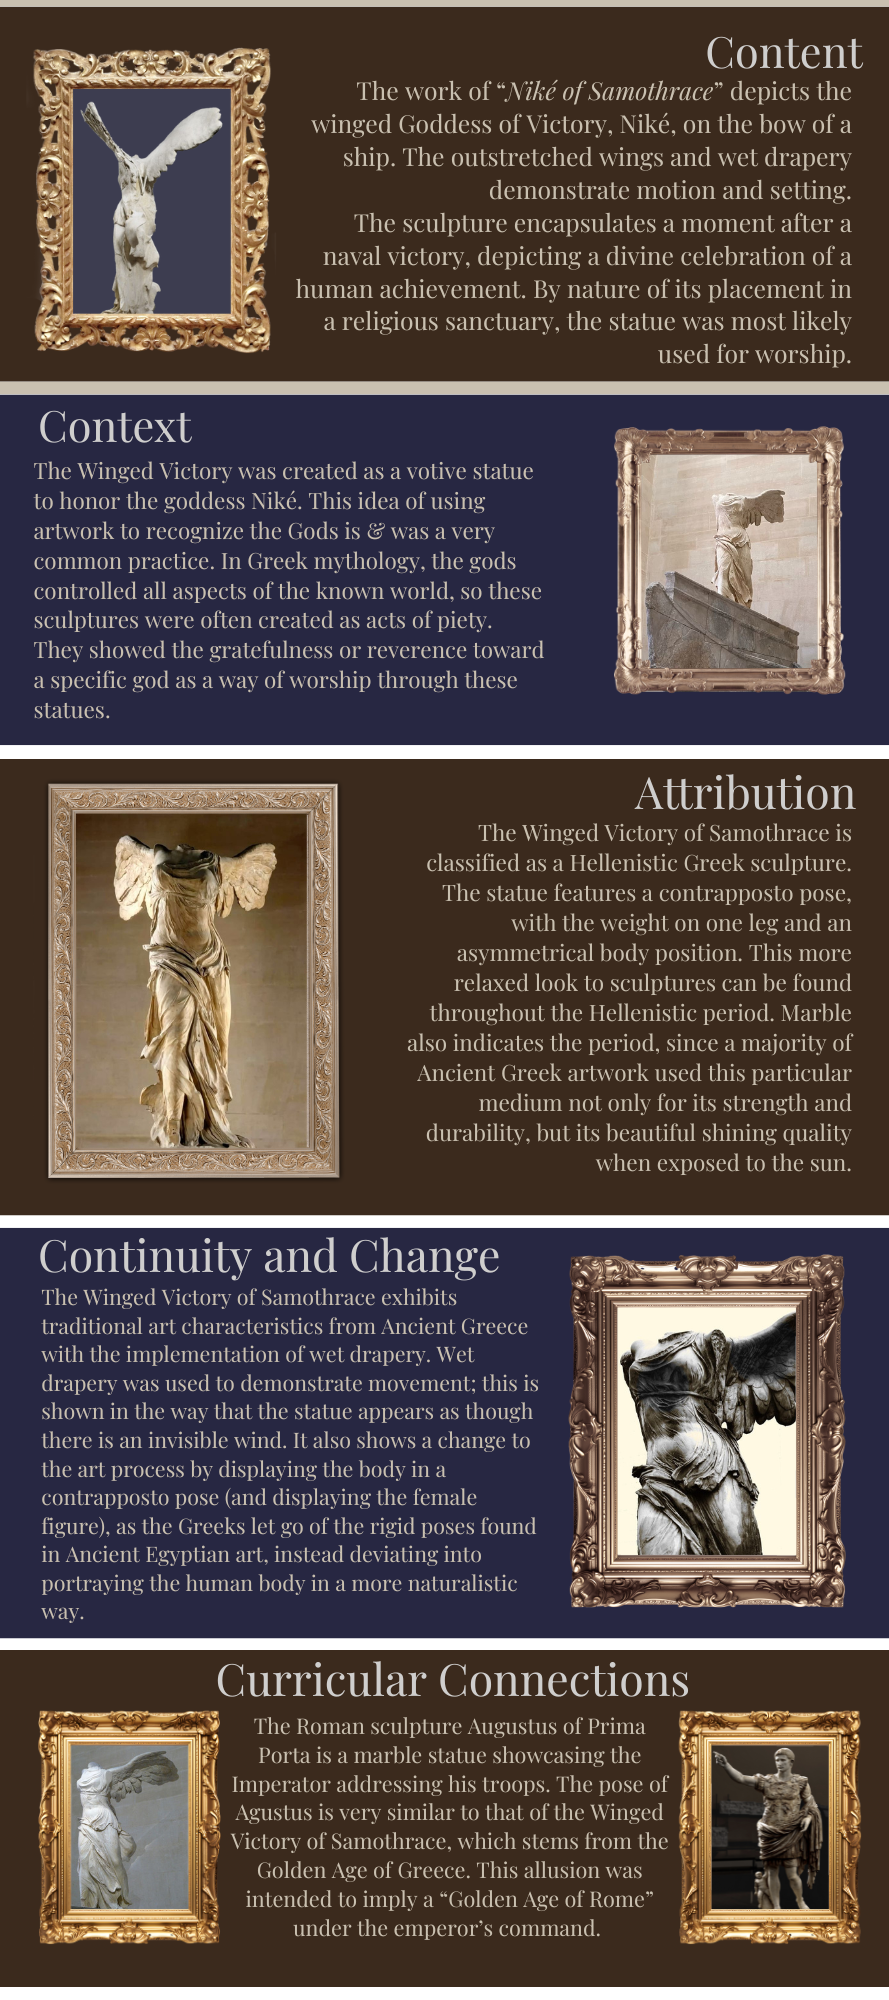 Content
The work of “Niké of Samothrace” depicts the
winged Goddess of Victory, Niké, on the bow of a
ship. The outstretched wings and wet drapery
demonstrate motion and setting.
The sculpture encapsulates a moment after a
naval victory, depicting a divine celebration of a
human achievement. By nature of its placement in
a religious sanctuary, the statue was most likely
used for worship.
Context
The Winged Victory was created as a votive statue
to honor the goddess Niké. This idea of using
artwork to recognize the Gods is & was a very
common practice. In Greek mythology, the gods
controlled all aspects of the known world, so these
sculptures were often created as acts of piety.
They showed the gratefulness or reverence toward
a specific god as a way of worship through these
statues.
Attribution
The Winged Victory of Samothrace is
classified as a Hellenistic Greek sculpture.
The statue features a contrapposto pose,
with the weight on one leg and an
asymmetrical body position. This more
relaxed look to sculptures can be found
throughout the Hellenistic period. Marble
also indicates the period, since a majority of
Ancient Greek artwork used this particular
medium not only for its strength and
durability, but its beautiful shining quality
when exposed to the sun.
Continuity and Change
The Winged Victory of Samothrace exhibits
traditional art characteristics from Ancient Greece
with the implementation of wet drapery. Wet
drapery was used to demonstrate movement; this is
shown in the way that the statue appears as though
there is an invisible wind. It also shows a change to
the art process by displaying the body in a
contrapposto pose (and displaying the female
figure), as the Greeks let go of the rigid poses found
in Ancient Egyptian art, instead deviating into
portraying the human body in a more naturalistic
way.
Curricular Connections
The Roman sculpture Augustus of Prima
Porta is a marble statue showcasing the
Imperator addressing his troops. The pose of
Agustus is very similar to that of the Winged
Victory of Samothrace, which stems from the
Golden Age of Greece. This allusion was
intended to imply a “Golden Age of Rome”
under the emperor’s command.